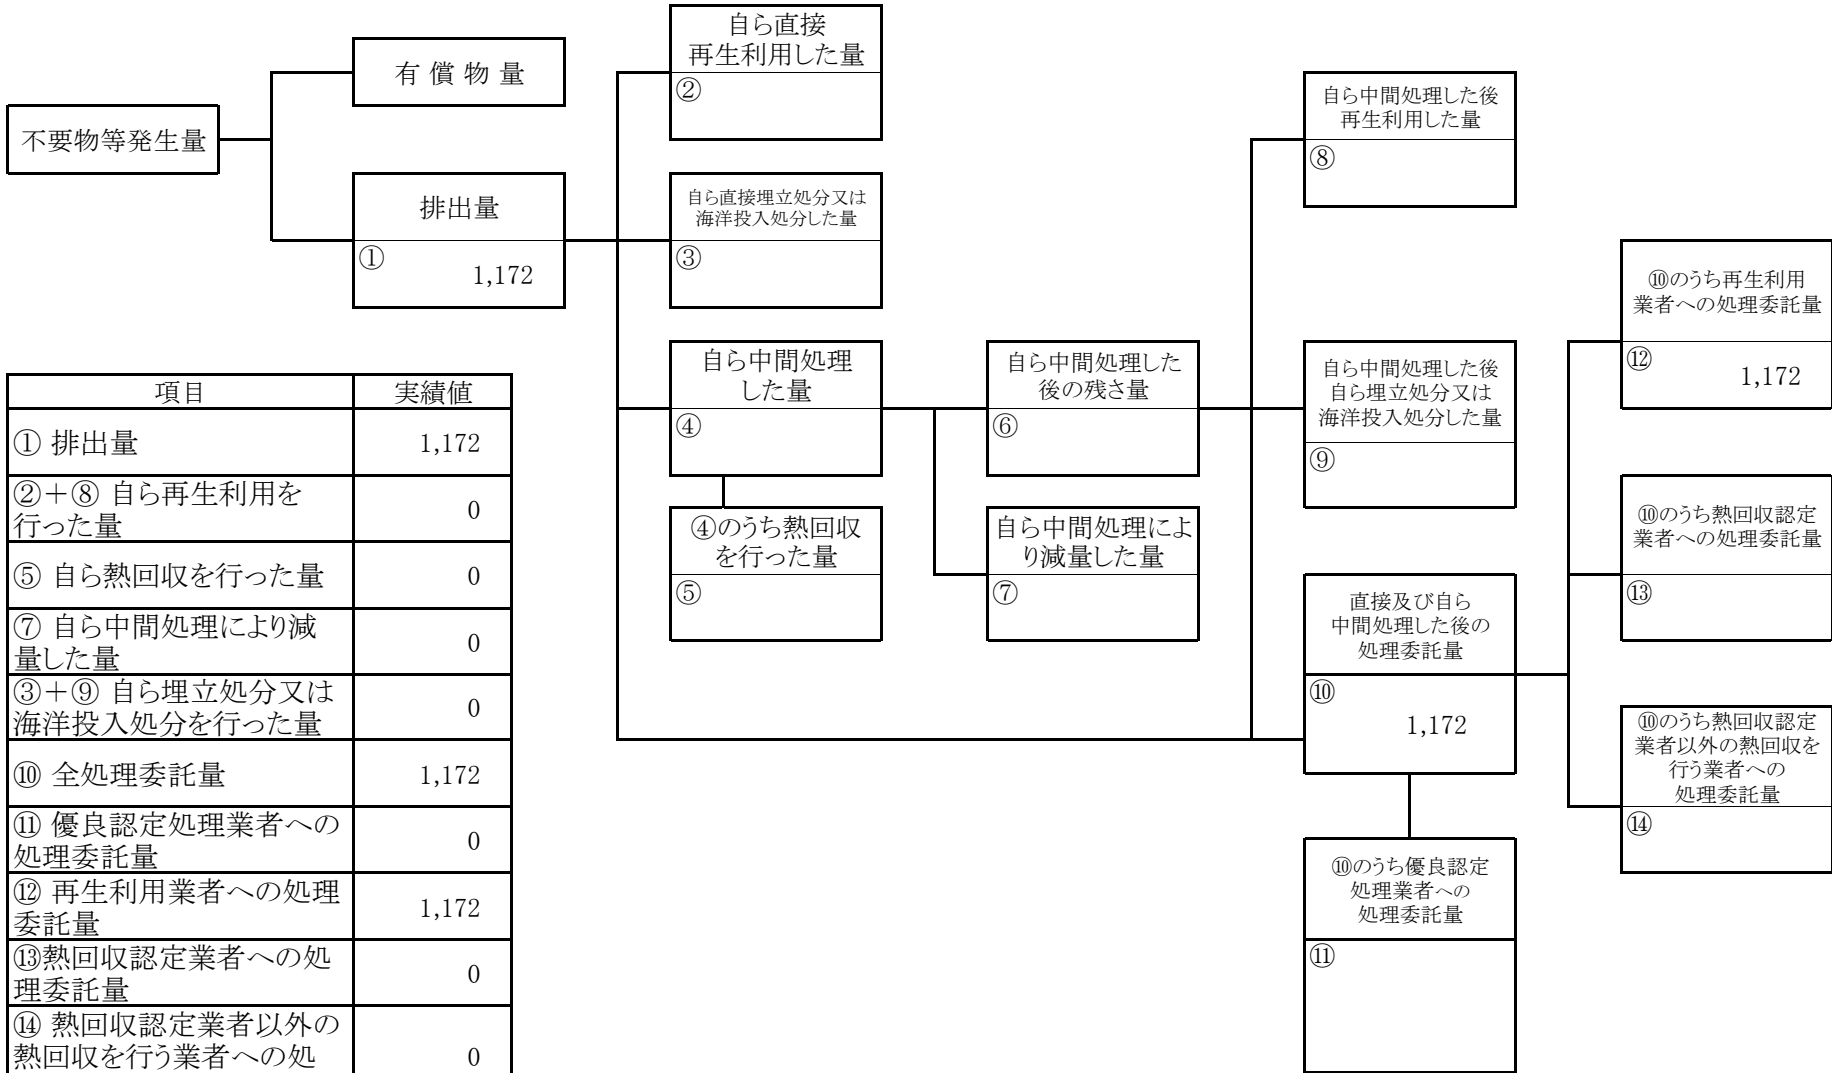 不要物等発生量
有 償 物 量
排出量
①
1,172
自ら直接
再生利用した量
②
自ら直接埋立処分又は
海洋投入処分した量
③
自ら中間処理
した量
④
④のうち熱回収
を行った量
⑤
自ら中間処理した
後の残さ量
⑥
自ら中間処理によ
り減量した量
⑦
自ら中間処理した後
再生利用した量
⑧
自ら中間処理した後
自ら埋立処分又は
海洋投入処分した量
⑨
直接及び自ら
中間処理した後の
処理委託量
⑩
1,172
⑩のうち優良認定
処理業者への
処理委託量
⑪
⑩のうち再生利用
業者への処理委託量
⑫
1,172
⑩のうち熱回収認定
業者への処理委託量
⑬
⑩のうち熱回収認定
業者以外の熱回収を
行う業者への
処理委託量
⑭
項目 実績値
① 排出量 1,172
②＋⑧ 自ら再生利用を
行った量 0
⑤ 自ら熱回収を行った量 0
⑦ 自ら中間処理により減
量した量 0
③＋⑨ 自ら埋立処分又は
海洋投入処分を行った量 0
⑩ 全処理委託量 1,172
⑪ 優良認定処理業者への
処理委託量 0
⑫ 再生利用業者への処理
委託量 1,172
⑬熱回収認定業者への処
理委託量 0
⑭ 熱回収認定業者以外の
熱回収を行う業者への処 0